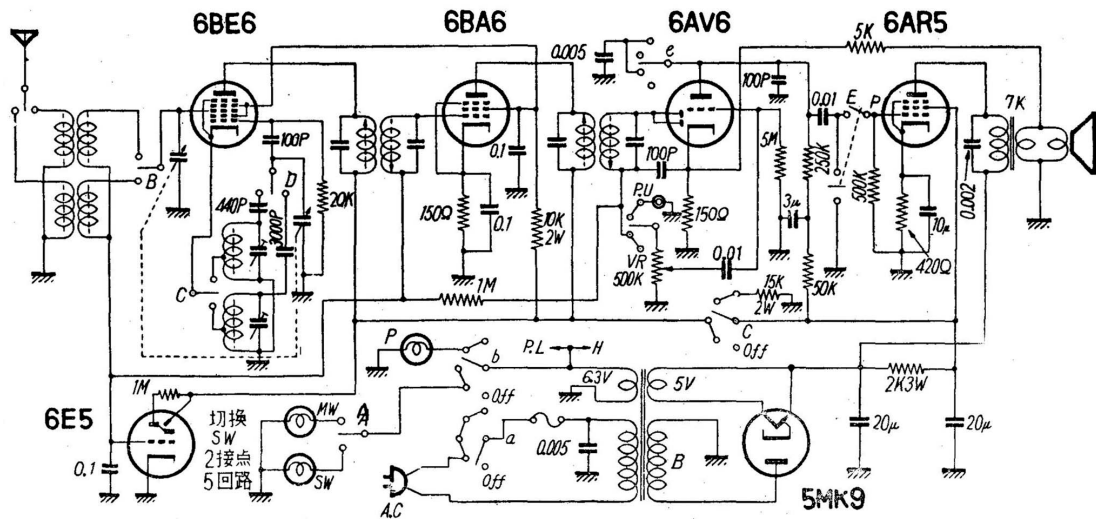 6BE6
6BA6
6AV6
6AR5
0.005
e
5K
100P
0.01
E
P
7K
100P
B
D
440P
3000P
20K
0.1
150Ω
0.1
10K
2W
100P
P.U
VR
500K
150Ω
5M
3μ
0.01
250K
50K
500K
10μ
420Ω
0.002
C
1M
15K
2W
C
Off
P
b
Off
P.L
H
6.3V
5V
2K3W
1M
6E5
0.1
切換
SW
2接点
5回路
MW
SW
A
a
Off
0.005
A.C
B
20μ
20μ
5MK9